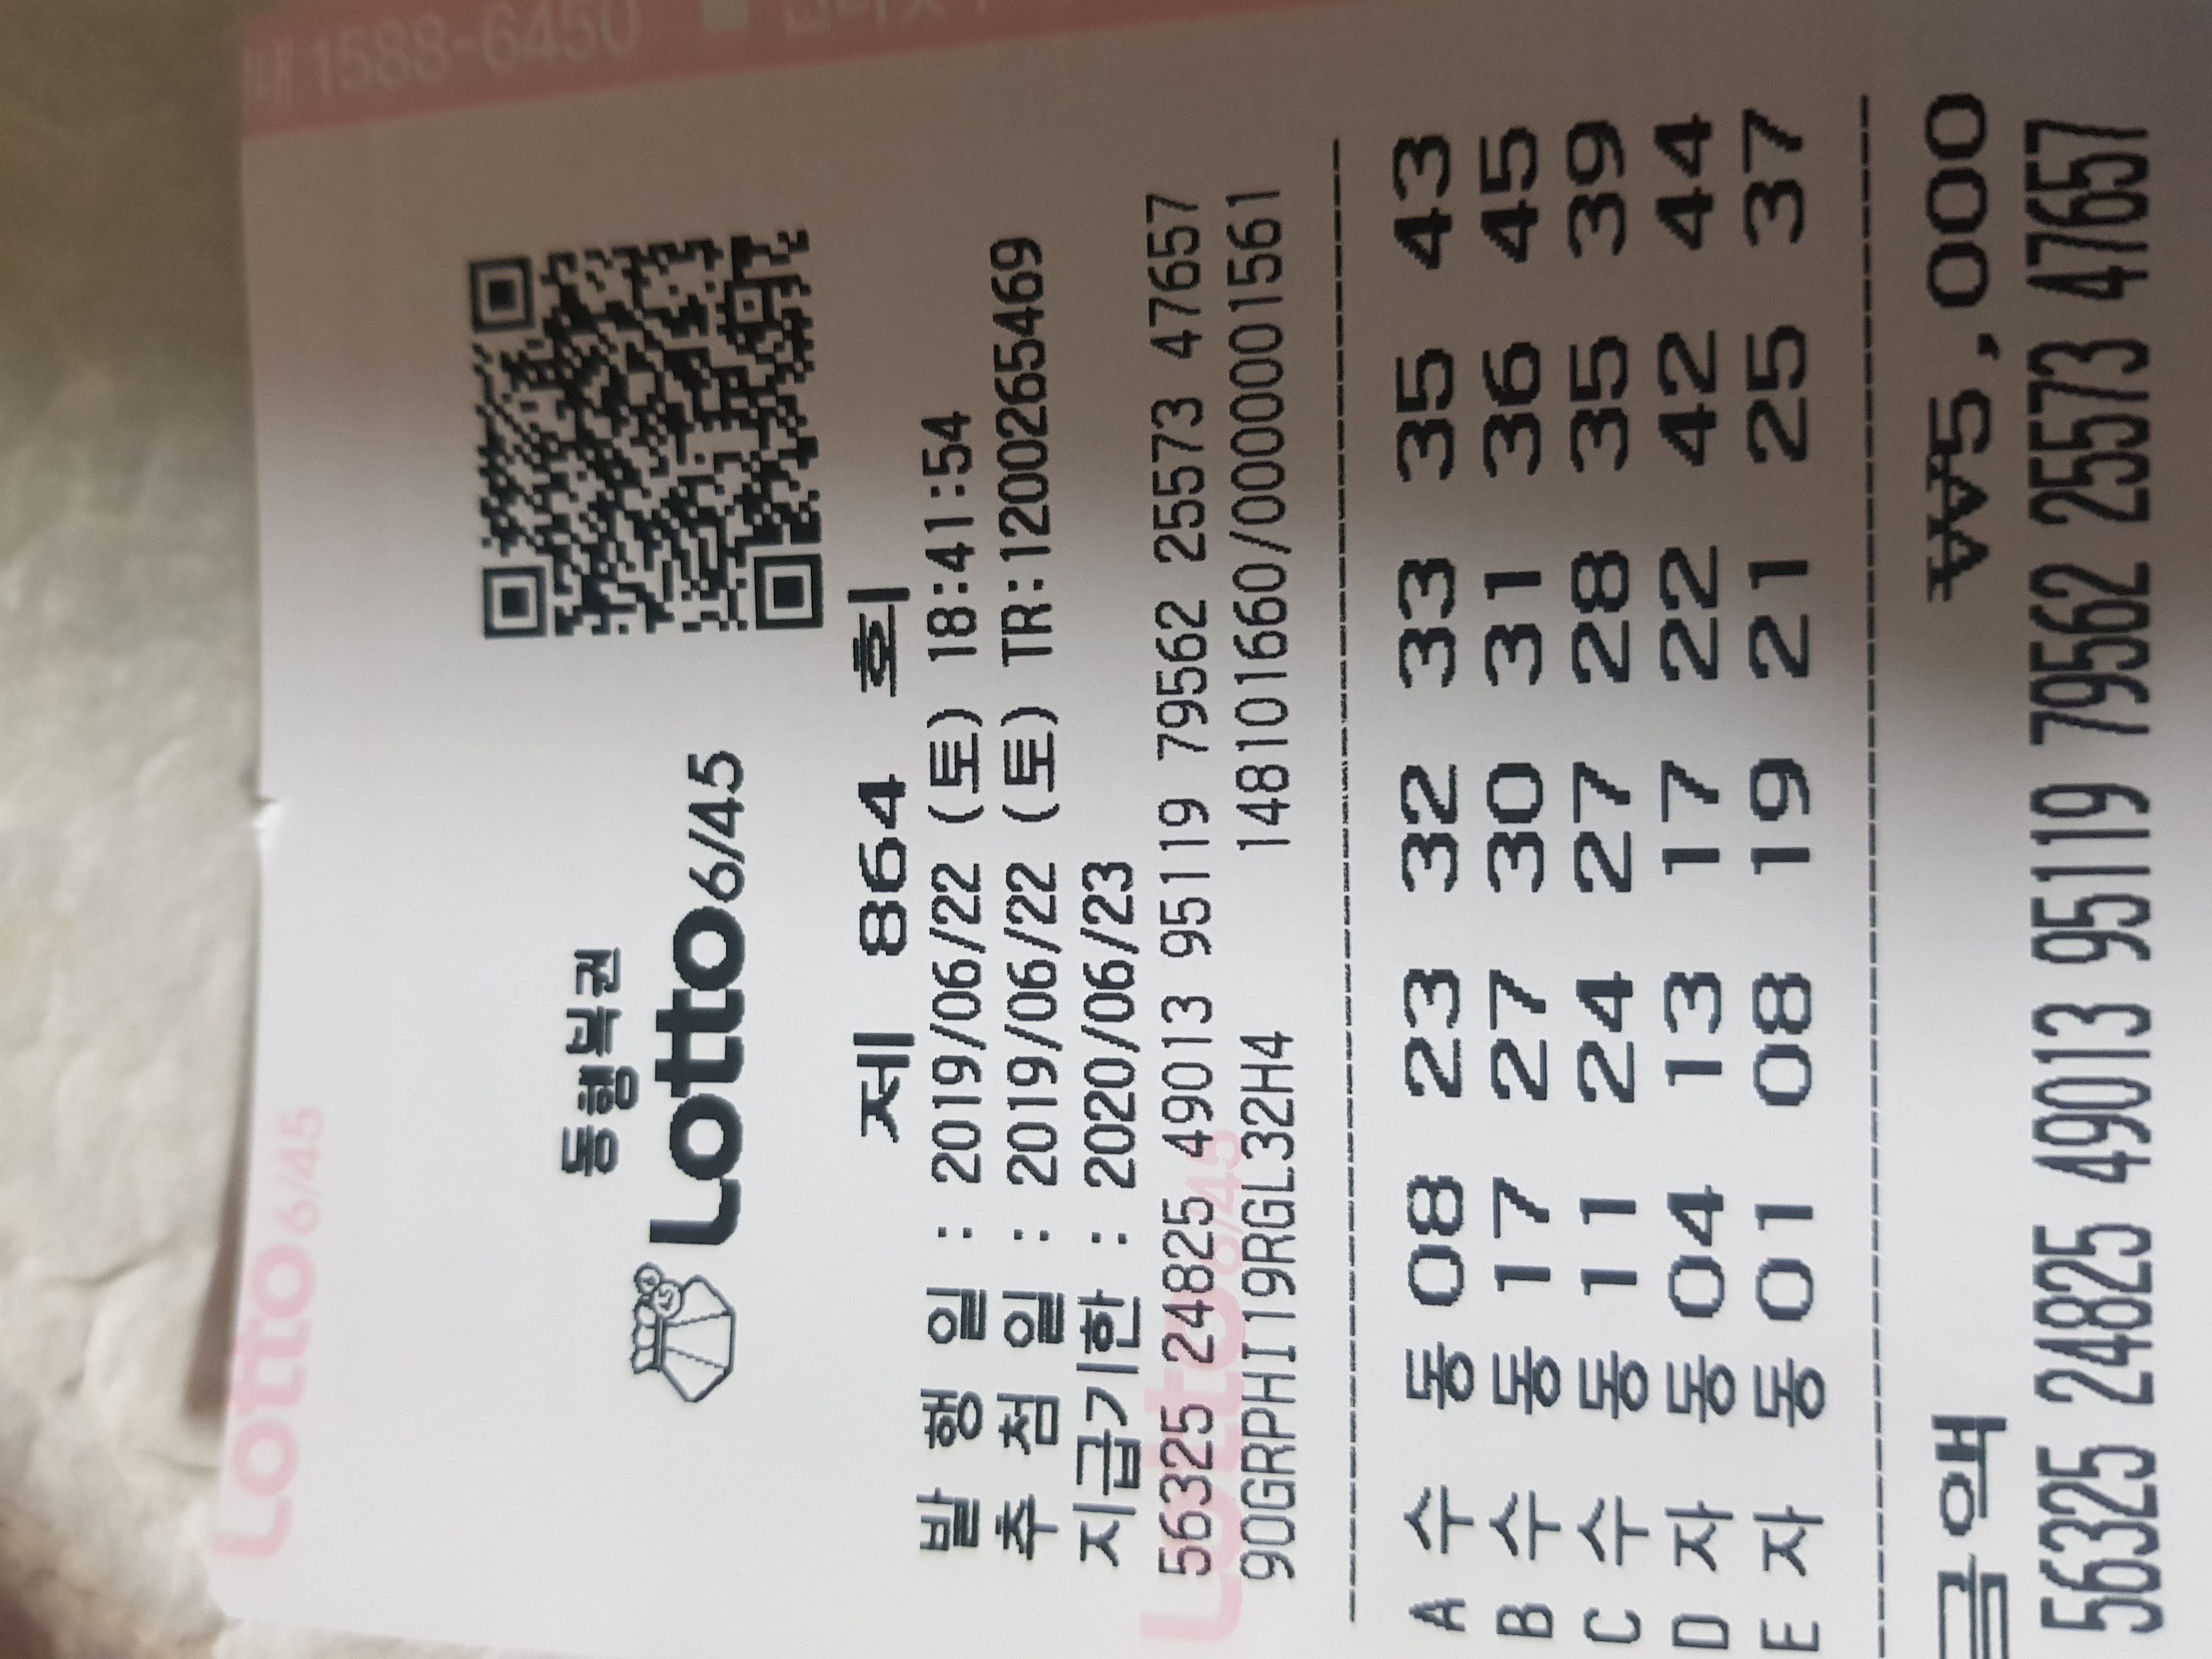 내 1588-6450
Lotto6/45
동행복권
Lotto6/45
제 864 회
발 행 일 : 2019/06/22 (토) 18:41:54
추 첨 일 : 2019/06/22 (토) TR:1200265469
지급기한 : 2020/06/23
56325 24825 49013 95119 79562 25573 47657
90GRPHI19RGL32H4 148101660/0000001561
Lotto6/45
A 수 동 08 23 32 33 35 43
B 수 동 17 27 30 31 36 45
C 수 동 11 24 27 28 35 39
D 자 동 04 13 17 22 42 44
E 자 동 01 08 19 21 25 37
금액 ₩5,000
56325 24825 49013 95119 79562 25573 47657